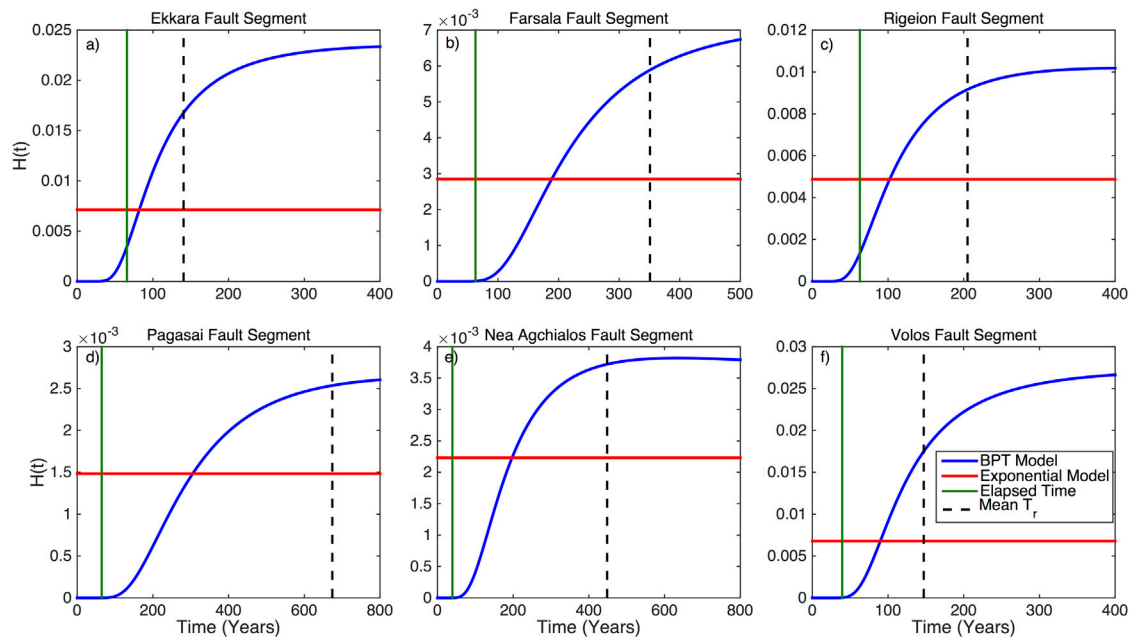 Ekkara Fault Segment
a)
H(t)
0.025
0.02
0.015
0.01
0.005
0
0 100 200 300 400
Farsala Fault Segment
×10⁻³
b)
7
6
5
4
3
2
1
0
0 100 200 300 400 500
Rigeion Fault Segment
c)
0.012
0.01
0.008
0.006
0.004
0.002
0
0 100 200 300 400
Pagasai Fault Segment
×10⁻³
d)
H(t)
3
2.5
2
1.5
1
0.5
0
0 200 400 600 800
Time (Years)
Nea Agchialos Fault Segment
×10⁻³
e)
4
3.5
3
2.5
2
1.5
1
0.5
0
0 200 400 600 800
Time (Years)
Volos Fault Segment
f)
0.03
0.025
0.02
0.015
0.01
0.005
0
0 100 200 300 400
Time (Years)
BPT Model
Exponential Model
Elapsed Time
Mean Tᵣ